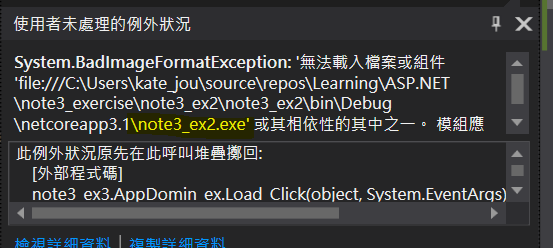 使用者未處理的例外狀況
System.BadImageFormatException: '無法載入檔案或組件
'file:///C:\Users\kate_jou\source\repos\Learning\ASP.NET
\note3_exercise\note3_ex2\note3_ex2\bin\Debug
\netcoreapp3.1\note3_ex2.exe' 或其相依性的其中之一。 模組應
此例外狀況原先在此呼叫堆疊擲回:
[外部程式碼]
note3_ex3.AppDomin_ex.Load_Click(object, System.EventArgs)
檢視詳細資料 | 複製詳細資料